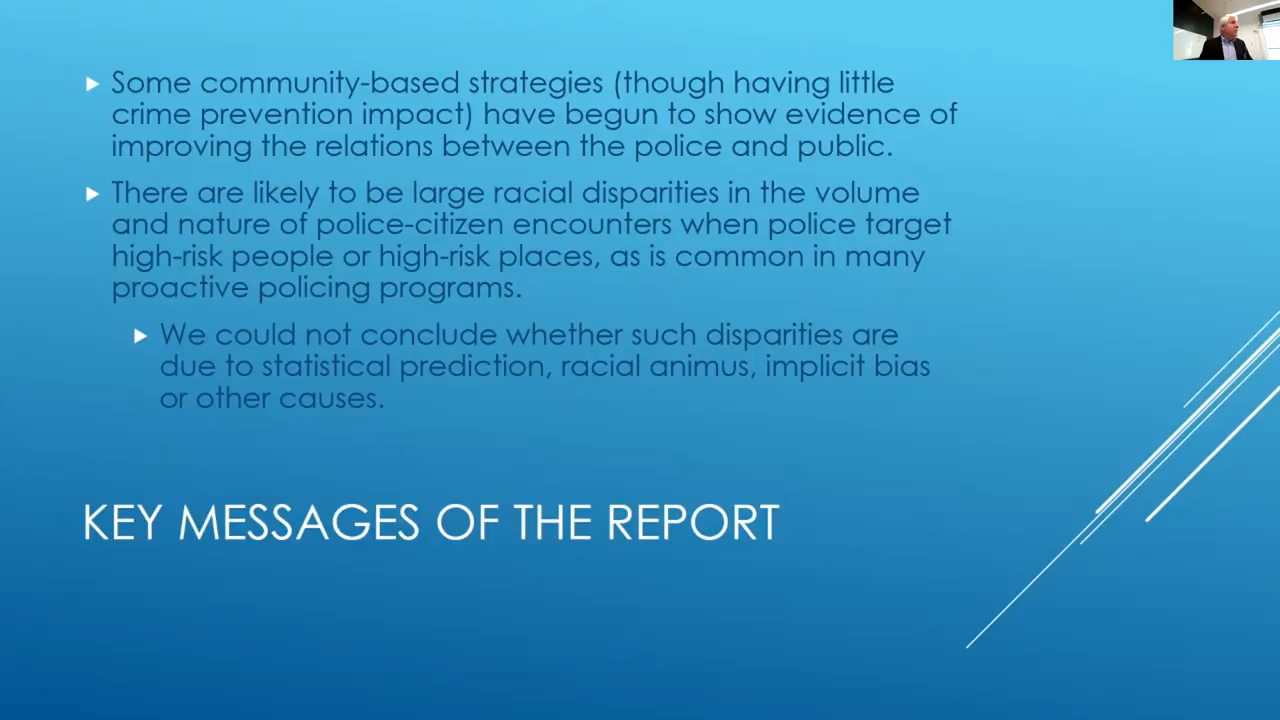 Some community-based strategies (though having little
crime prevention impact) have begun to show evidence of
improving the relations between the police and public.
There are likely to be large racial disparities in the volume
and nature of police-citizen encounters when police target
high-risk people or high-risk places, as is common in many
proactive policing programs.
We could not conclude whether such disparities are
due to statistical prediction, racial animus, implicit bias
or other causes.
KEY MESSAGES OF THE REPORT